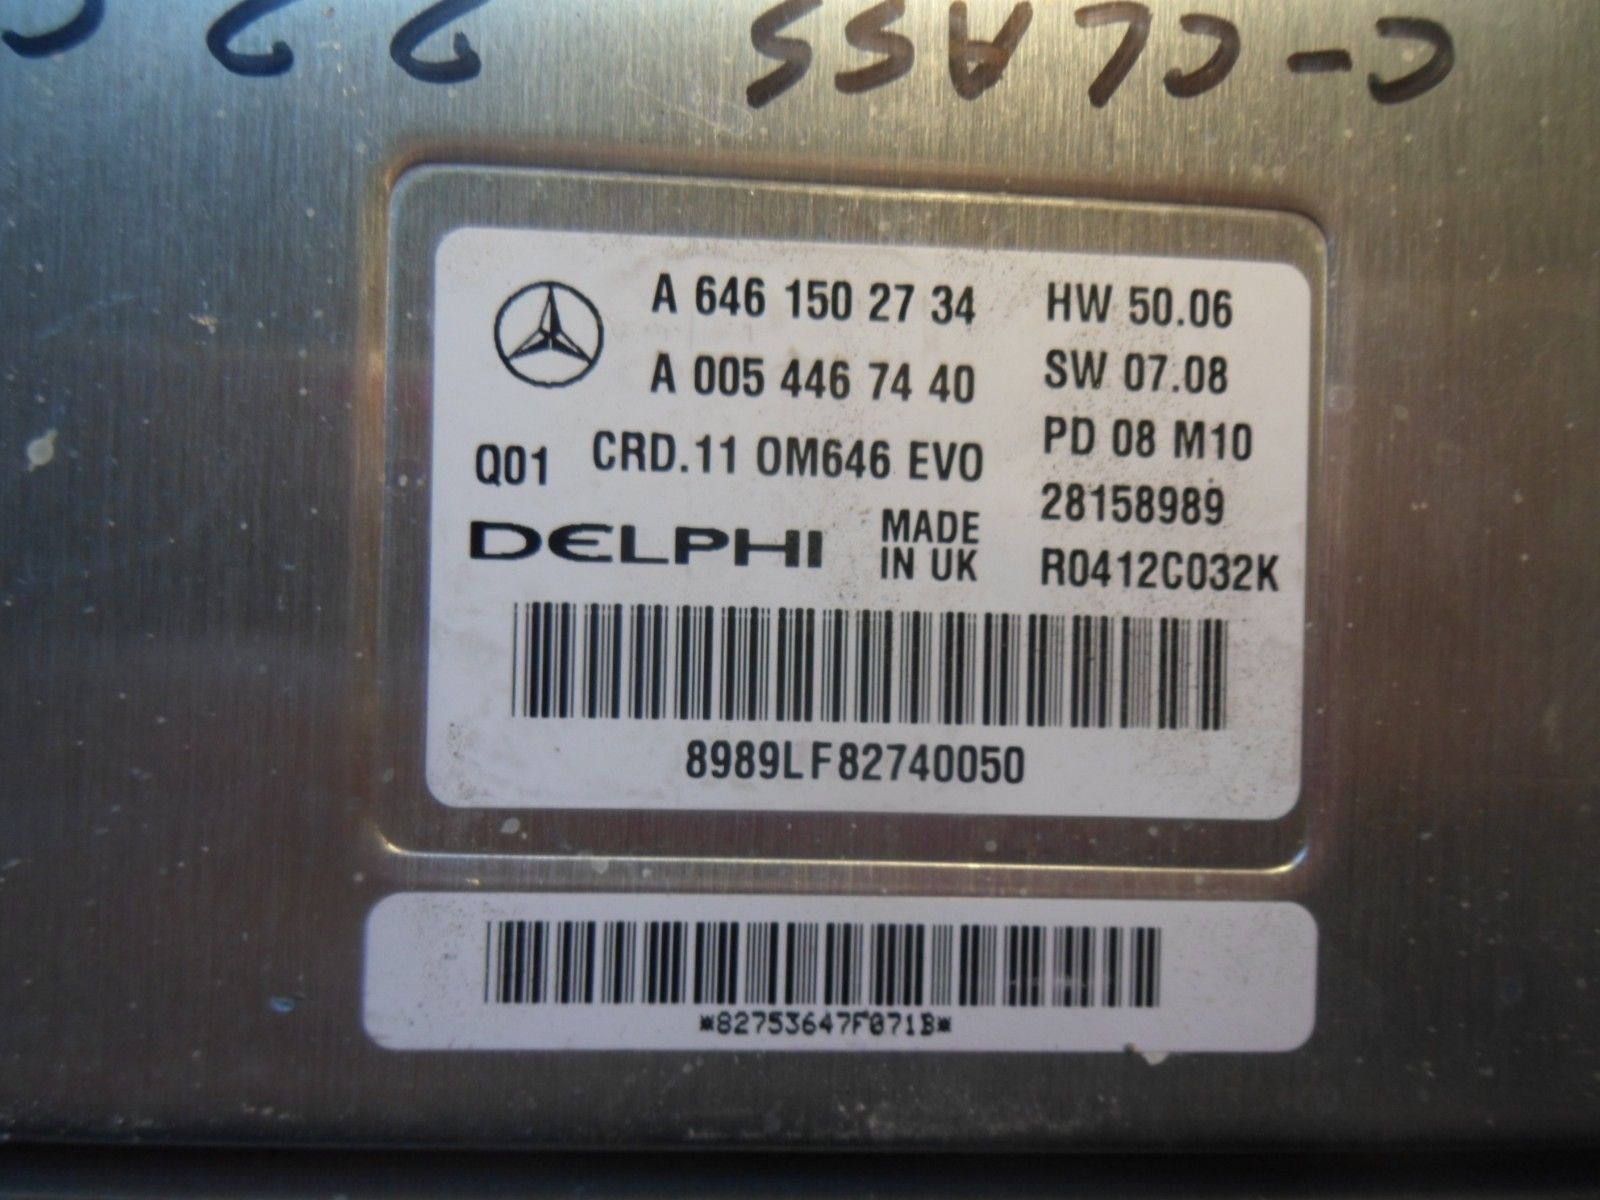 C-CLASS 22
A 646 150 27 34 HW 50.06
A 005 446 74 40 SW 07.08
Q01 CRD.11 OM646 EVO PD 08 M10
28158989
DELPHI MADE IN UK R0412C032K
8989LF82740050
*82753647F071B*